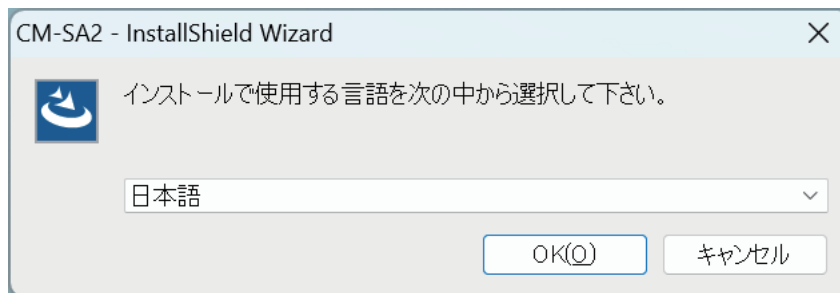 CM-SA2 - InstallShield Wizard
インストールで使用する言語を次の中から選択して下さい。
日本語
OK(O)
キャンセル